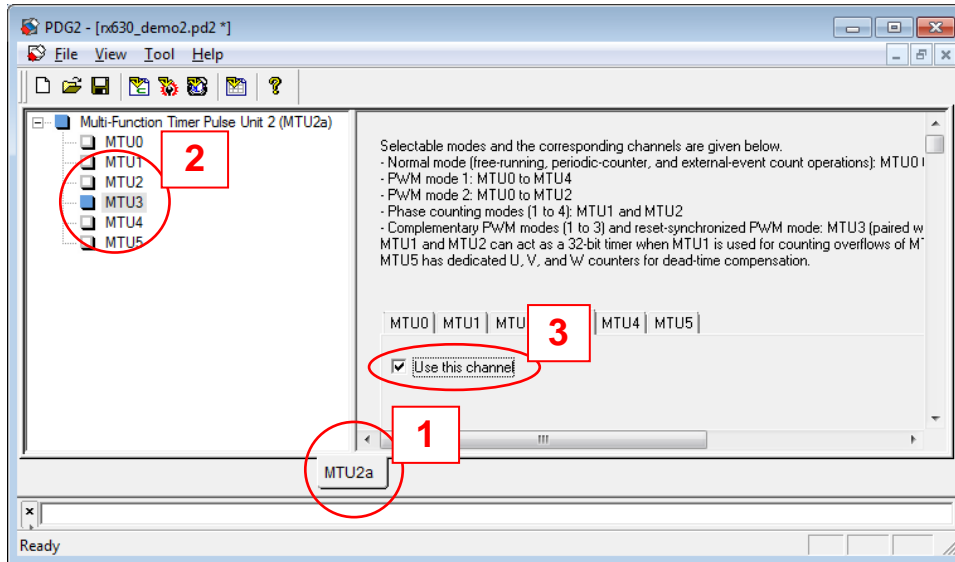 PDG2 - [rx630_demo2.pd2 *]
File View Tool Help
Multi-Function Timer Pulse Unit 2 (MTU2a)
MTU0
MTU1
MTU2
MTU3
MTU4
MTU5
2
Selectable modes and the corresponding channels are given below.
- Normal mode (free-running, periodic-counter, and external-event count operations): MTU0
- PWM mode 1: MTU0 to MTU4
- PWM mode 2: MTU0 to MTU2
- Phase counting modes (1 to 4): MTU1 and MTU2
- Complementary PWM modes (1 to 3) and reset-synchronized PWM mode: MTU3 (paired w
MTU1 and MTU2 can act as a 32-bit timer when MTU1 is used for counting overflows of
MTU5 has dedicated U, V, and W counters for dead-time compensation.
MTU0 MTU1 MTU MTU4 MTU5
3
Use this channel
1
MTU2a
Ready